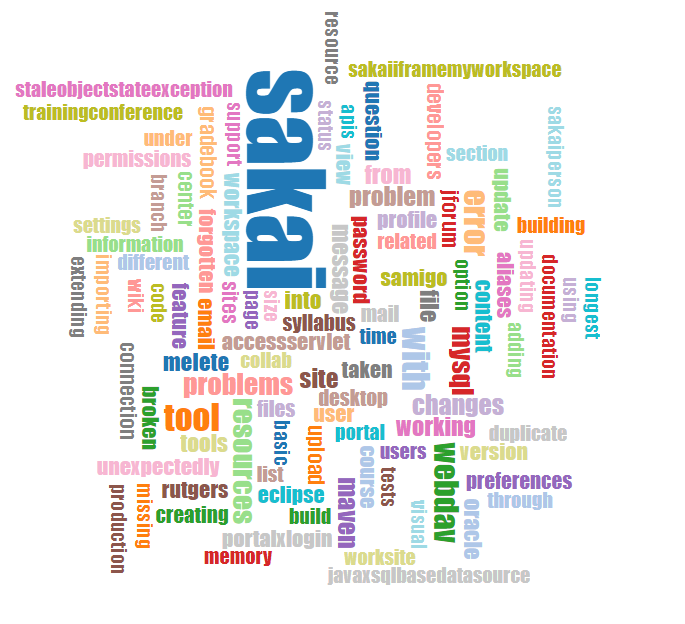 resource
sakaiiframemyworkspace
staleobjectstateexception
trainingconference
sakai
support
gradebook
status
apis
view
question
developers
sakaiperson
under
permissions
section
from
center
branch
workspace
problem
update
error
jforum
profile
building
settings
forgotten
message
password
related
information
different
extending
importing
wiki
code
feature
email
sites
page
size
into
samigo
file
option
content
aliases
updating
documentation
using
longest
adding
syllabus
mail
time
accessservlet
with
mysql
connection
melete
collab
taken
site
problems
desktop
changes
broken
tool
resources
files
user
working
duplicate
tools
basic
upload
portal
users
webdav
version
unexpectedly
list
course
tests
preferences
production
missing
rutgers
eclipse
maven
visual
oracle
through
creating
build
portalxlogin
memory
worksite
javaxsqlbasedatasource